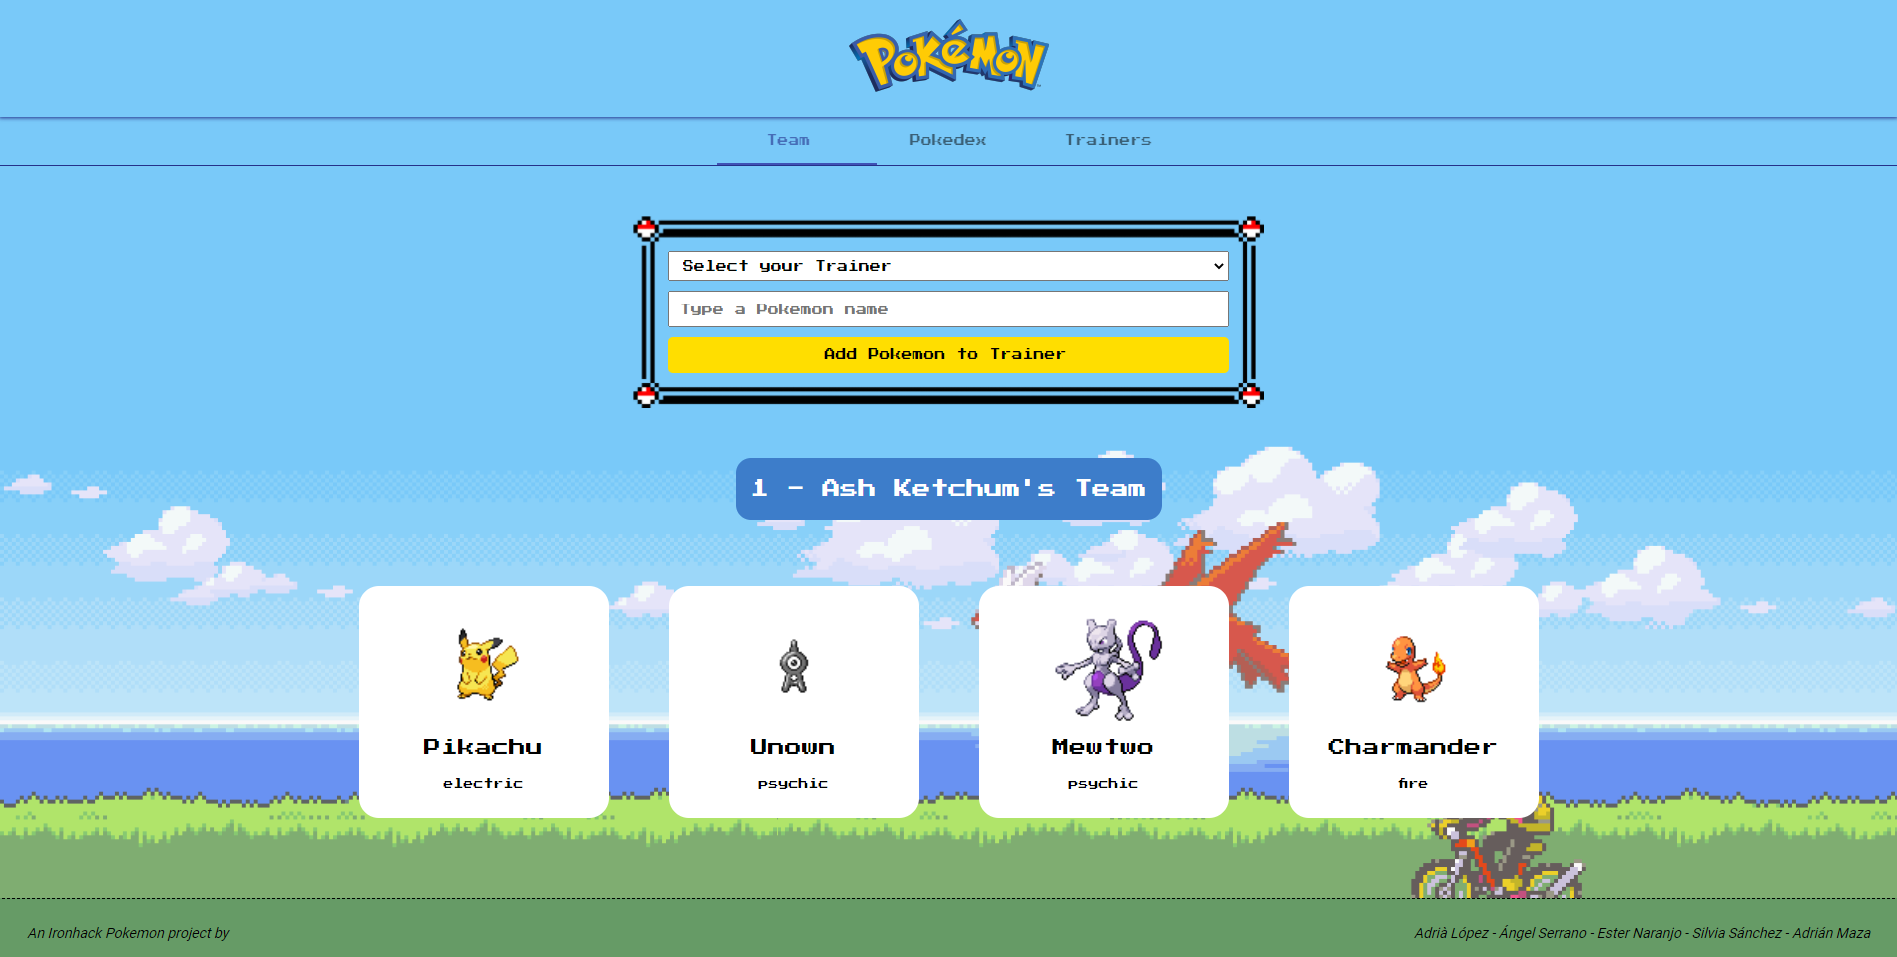 Pokémon
Team Pokedex Trainers
Select your Trainer
Type a Pokemon name
Add Pokemon to Trainer
1 - Ash Ketchum's Team
Pikachu Unown Mewtwo Charmander
electric psychic psychic fire
An Ironhack Pokemon project by Adrià López - Ángel Serrano - Ester Naranjo - Silvia Sánchez - Adrián Maza